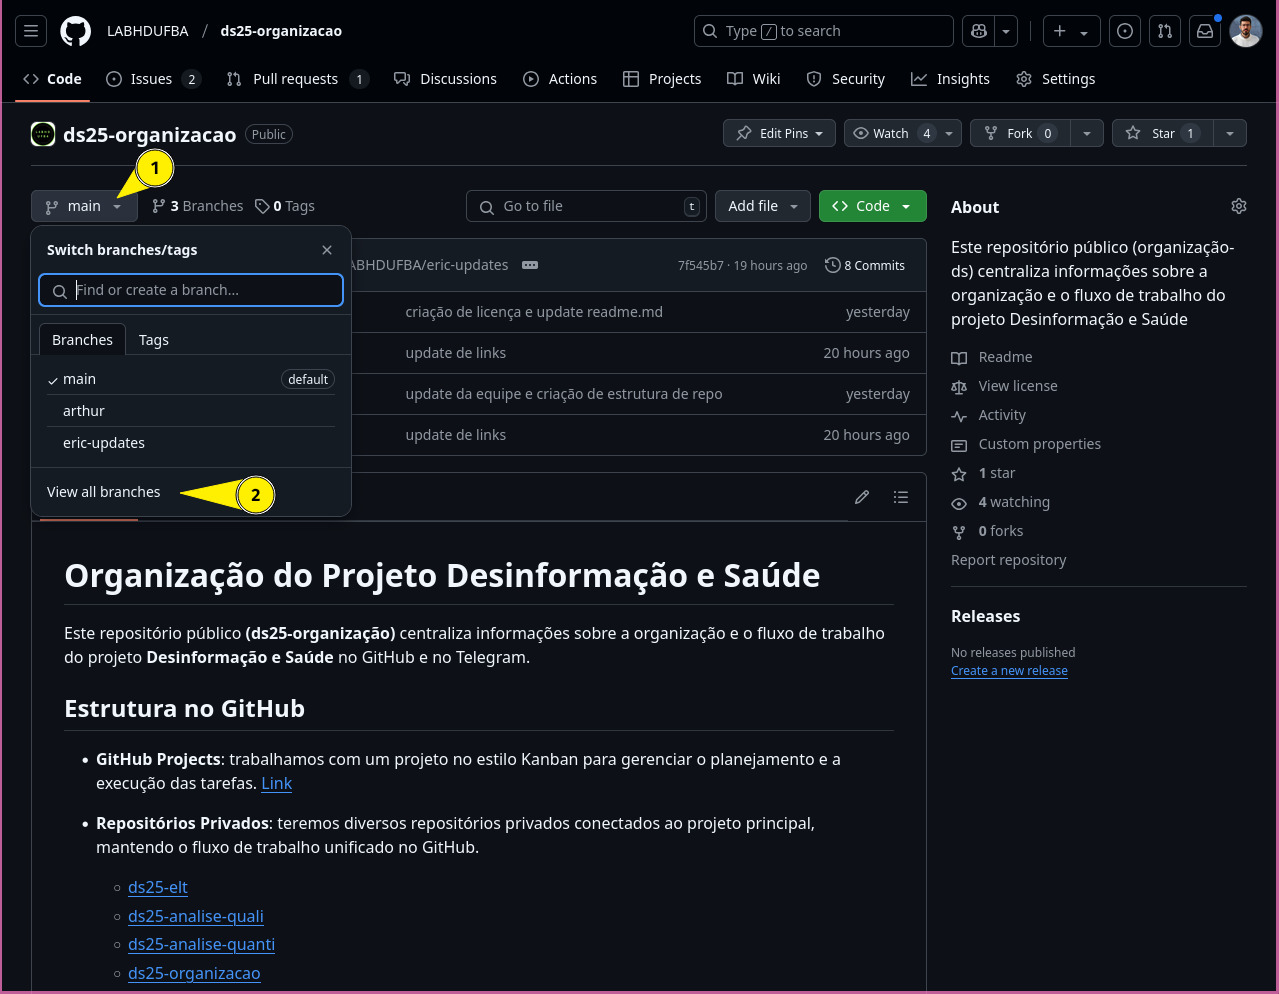 LABHDUFBA / ds25-organizacao
Type / to search
Code
Issues 2
Pull requests 1
Discussions
Actions
Projects
Wiki
Security
Insights
Settings
ds25-organizacao Public
Edit Pins
Watch 4
Fork 0
Star 1
1
main
3 Branches
0 Tags
Go to file t
Add file
Code
Switch branches/tags
Find or create a branch...
Branches
Tags
main default
arthur
eric-updates
View all branches
2
ABHDUFBA/eric-updates
7f545b7 · 19 hours ago
8 Commits
criação de licença e update readme.md yesterday
update de links 20 hours ago
update da equipe e criação de estrutura de repo yesterday
update de links 20 hours ago
Organização do Projeto Desinformação e Saúde
Este repositório público (ds25-organização) centraliza informações sobre a organização e o fluxo de trabalho
do projeto Desinformação e Saúde no GitHub e no Telegram.
Estrutura no GitHub
• GitHub Projects: trabalhamos com um projeto no estilo Kanban para gerenciar o planejamento e a
execução das tarefas. Link
• Repositórios Privados: teremos diversos repositórios privados conectados ao projeto principal,
mantendo o fluxo de trabalho unificado no GitHub.
○ ds25-elt
○ ds25-analise-quali
○ ds25-analise-quanti
○ ds25-organizacao
About
Este repositório público (organização-
ds) centraliza informações sobre a
organização e o fluxo de trabalho do
projeto Desinformação e Saúde
Readme
View license
Activity
Custom properties
1 star
4 watching
0 forks
Report repository
Releases
No releases published
Create a new release